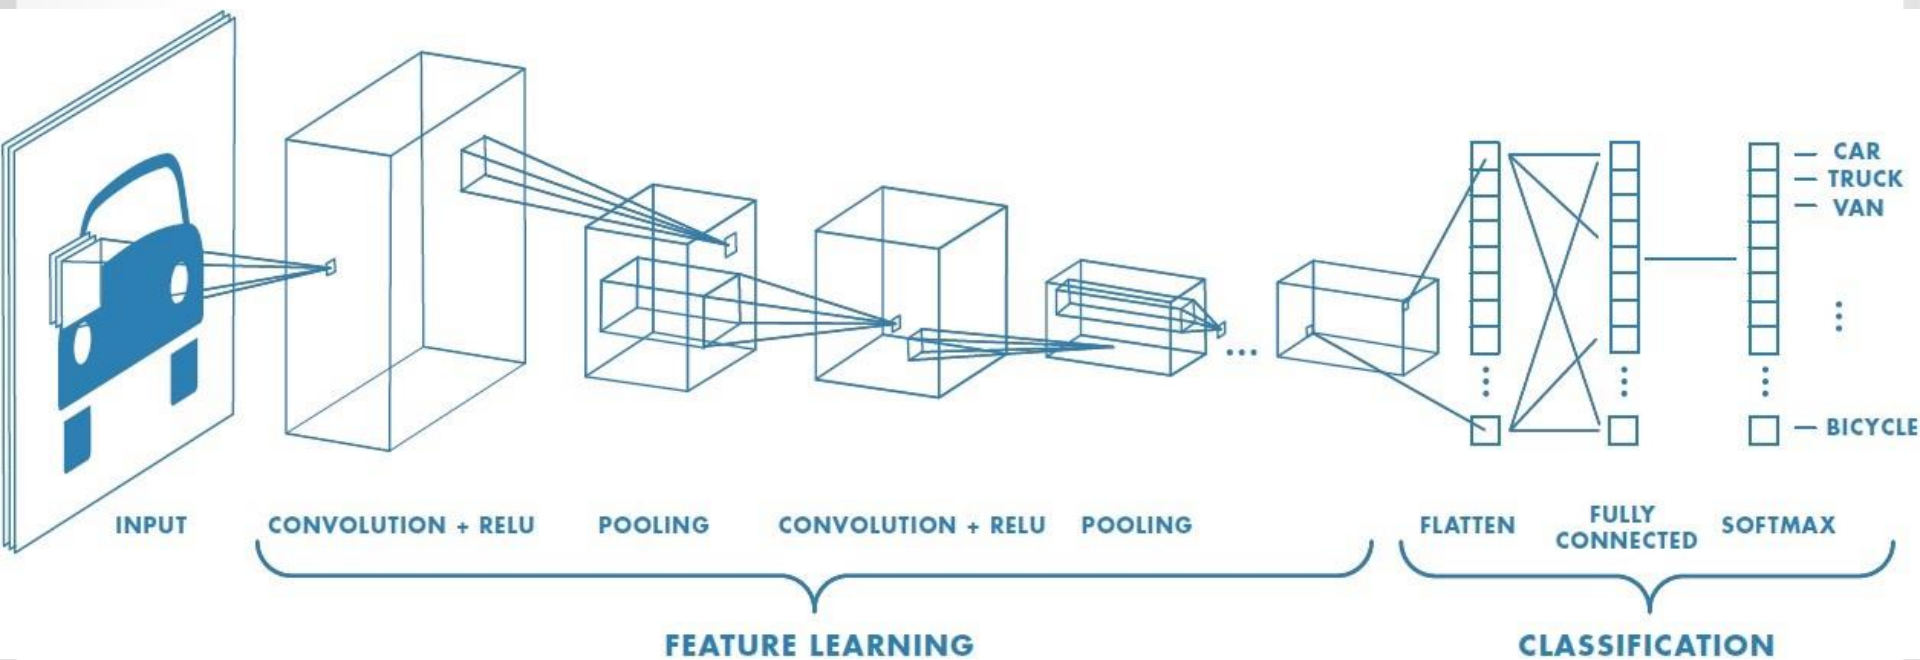 CAR
TRUCK
VAN
BICYCLE
INPUT
CONVOLUTION + RELU
POOLING
CONVOLUTION + RELU
POOLING
FLATTEN
FULLY
CONNECTED
SOFTMAX
FEATURE LEARNING
CLASSIFICATION